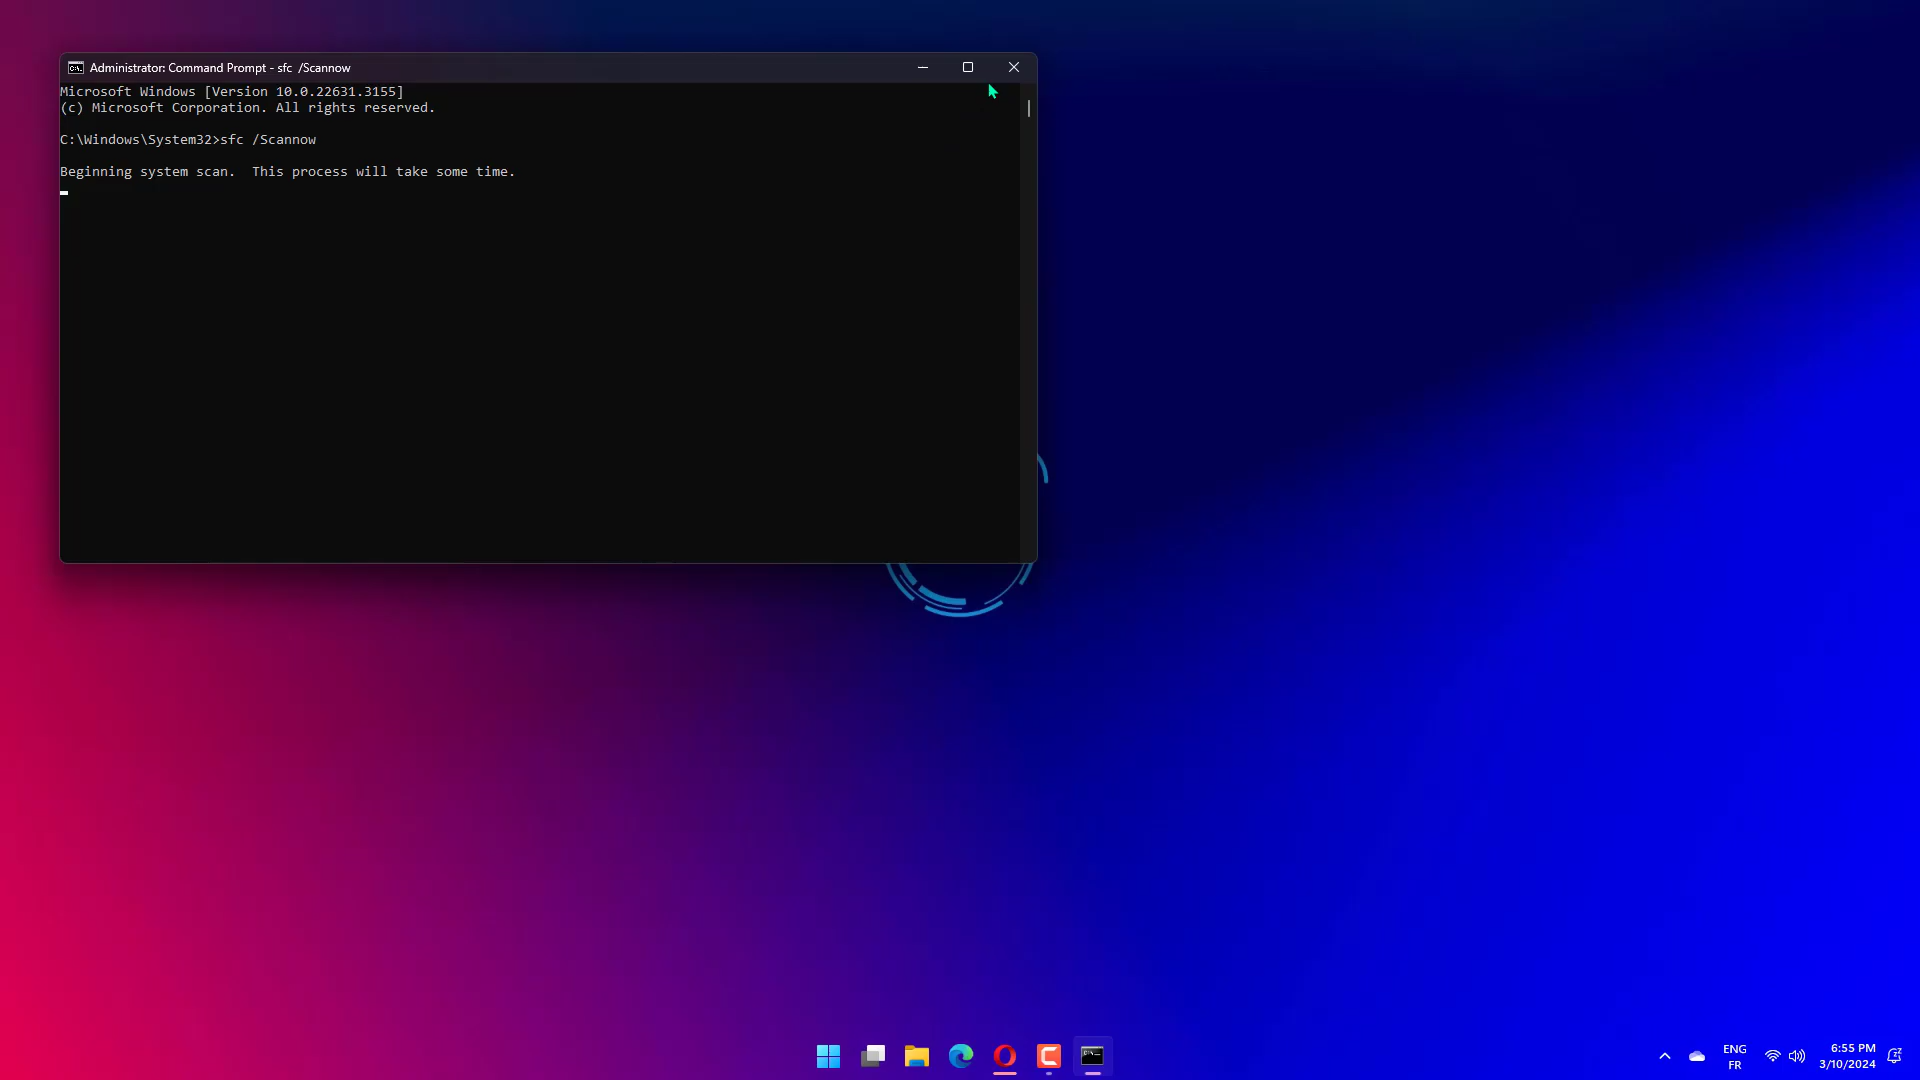 Administrator: Command Prompt - sfc  /Scannow
Microsoft Windows [Version 10.0.22631.3155]
(c) Microsoft Corporation. All rights reserved.
C:\Windows\System32>sfc /Scannow
Beginning system scan.  This process will take some time.
ENG
FR
6:55 PM
3/10/2024